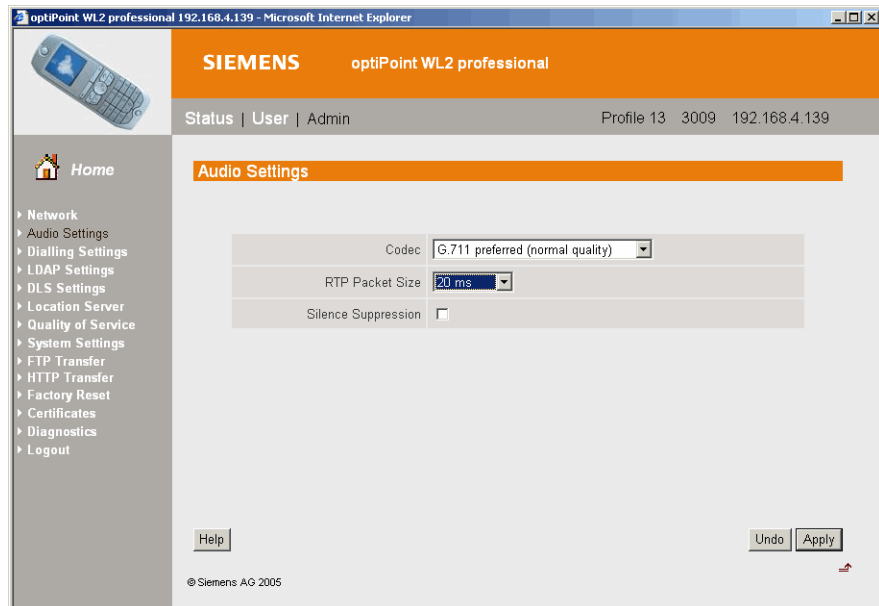 optiPoint WL2 professional 192.168.4.139 - Microsoft Internet Explorer
SIEMENS optiPoint WL2 professional
Status | User | Admin Profile 13 3009 192.168.4.139
Home
Audio Settings
Network
Audio Settings
Dialling Settings
LDAP Settings
DLS Settings
Location Server
Quality of Service
System Settings
FTP Transfer
HTTP Transfer
Factory Reset
Certificates
Diagnostics
Logout
Codec G.711 preferred (normal quality)
RTP Packet Size 20 ms
Silence Suppression
Help Undo Apply
© Siemens AG 2005